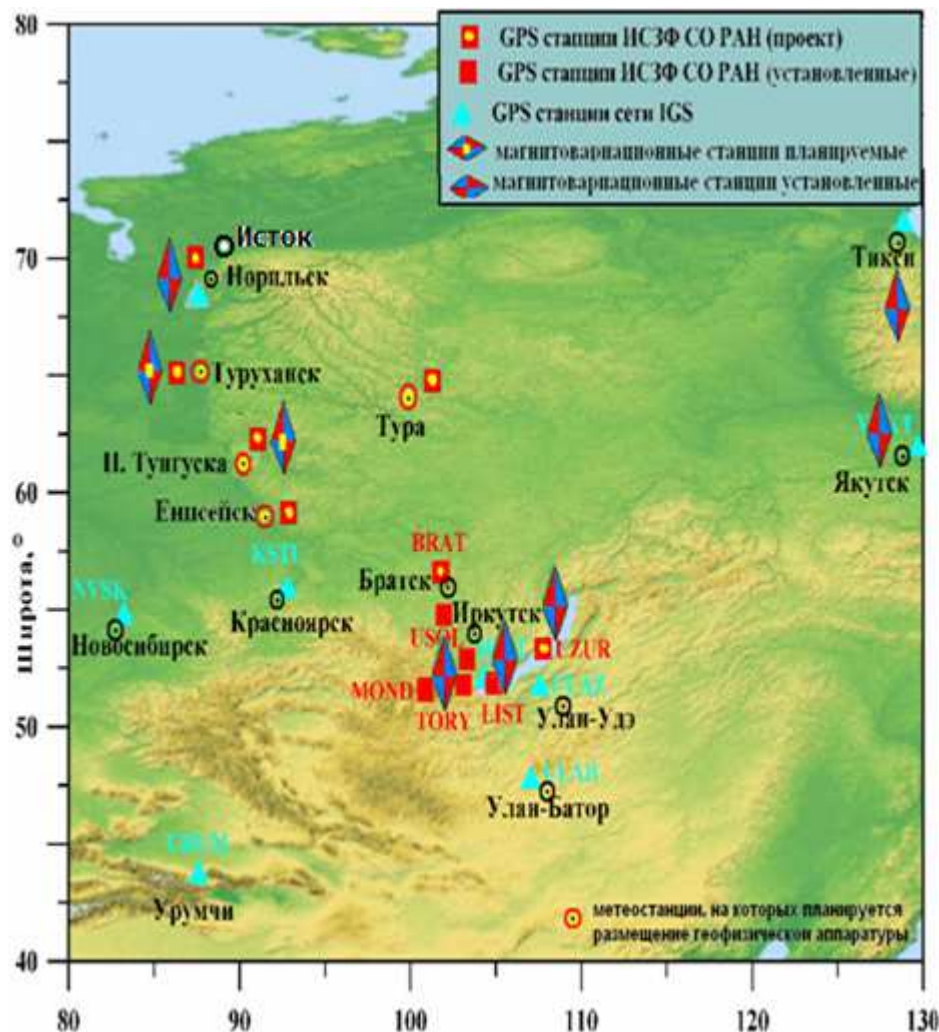 80
GPS станции ИСЗФ СО РАН (проект)
GPS станции ИСЗФ СО РАН (установленные)
GPS станции сети IGS
магнитовариационные станции планируемые
магнитовариационные станции установленные
Исток
70
Норильск
Тикси
Туруханск
Тура
П. Тунгуска
Якутск
60
Енисейск
BRAT
Братск
NVSK
Иркутск
Красноярск
Новосибирск
USOL
UZUR
MOND
TORY
LIST
Улан-Удэ
50
Улан-Батор
Урумчи
метеостанции, на которых планируется
размещение геофизической аппаратуры
40
80
90
100
110
120
130
Широта, °